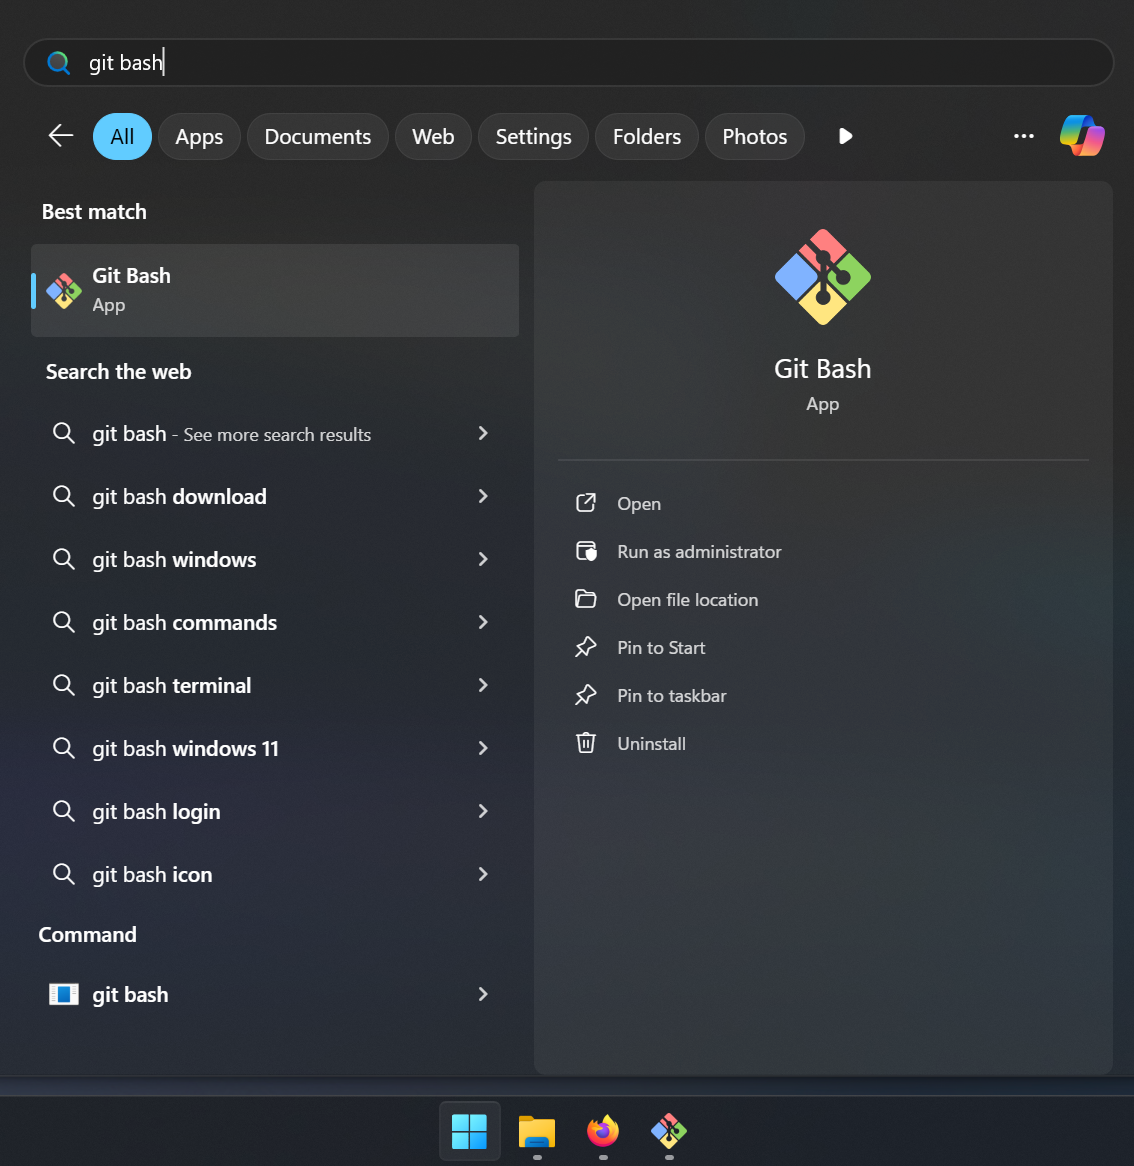 git bash
All Apps Documents Web Settings Folders Photos
Best match
Git Bash
App
Search the web
git bash - See more search results
git bash download
git bash windows
git bash commands
git bash terminal
git bash windows 11
git bash login
git bash icon
Command
git bash
Git Bash
App
Open
Run as administrator
Open file location
Pin to Start
Pin to taskbar
Uninstall